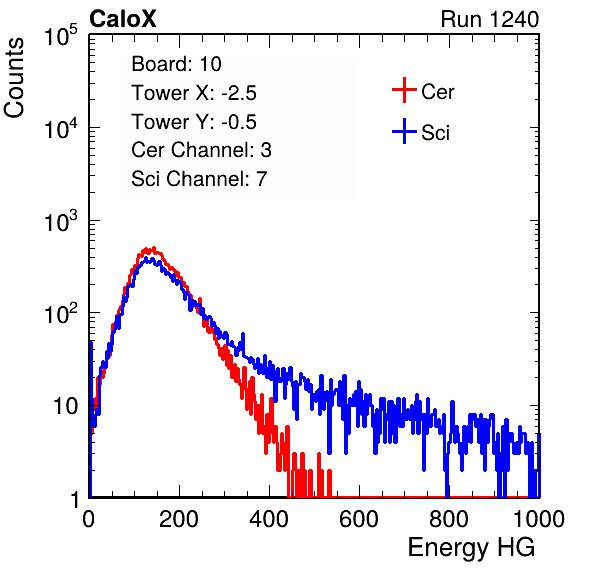 CaloX Run 1240
Counts
Board: 10
Tower X: -2.5
Tower Y: -0.5
Cer Channel: 3
Sci Channel: 7
Cer
Sci
10^5
10^4
10^3
10^2
10
1
0 200 400 600 800 1000
Energy HG